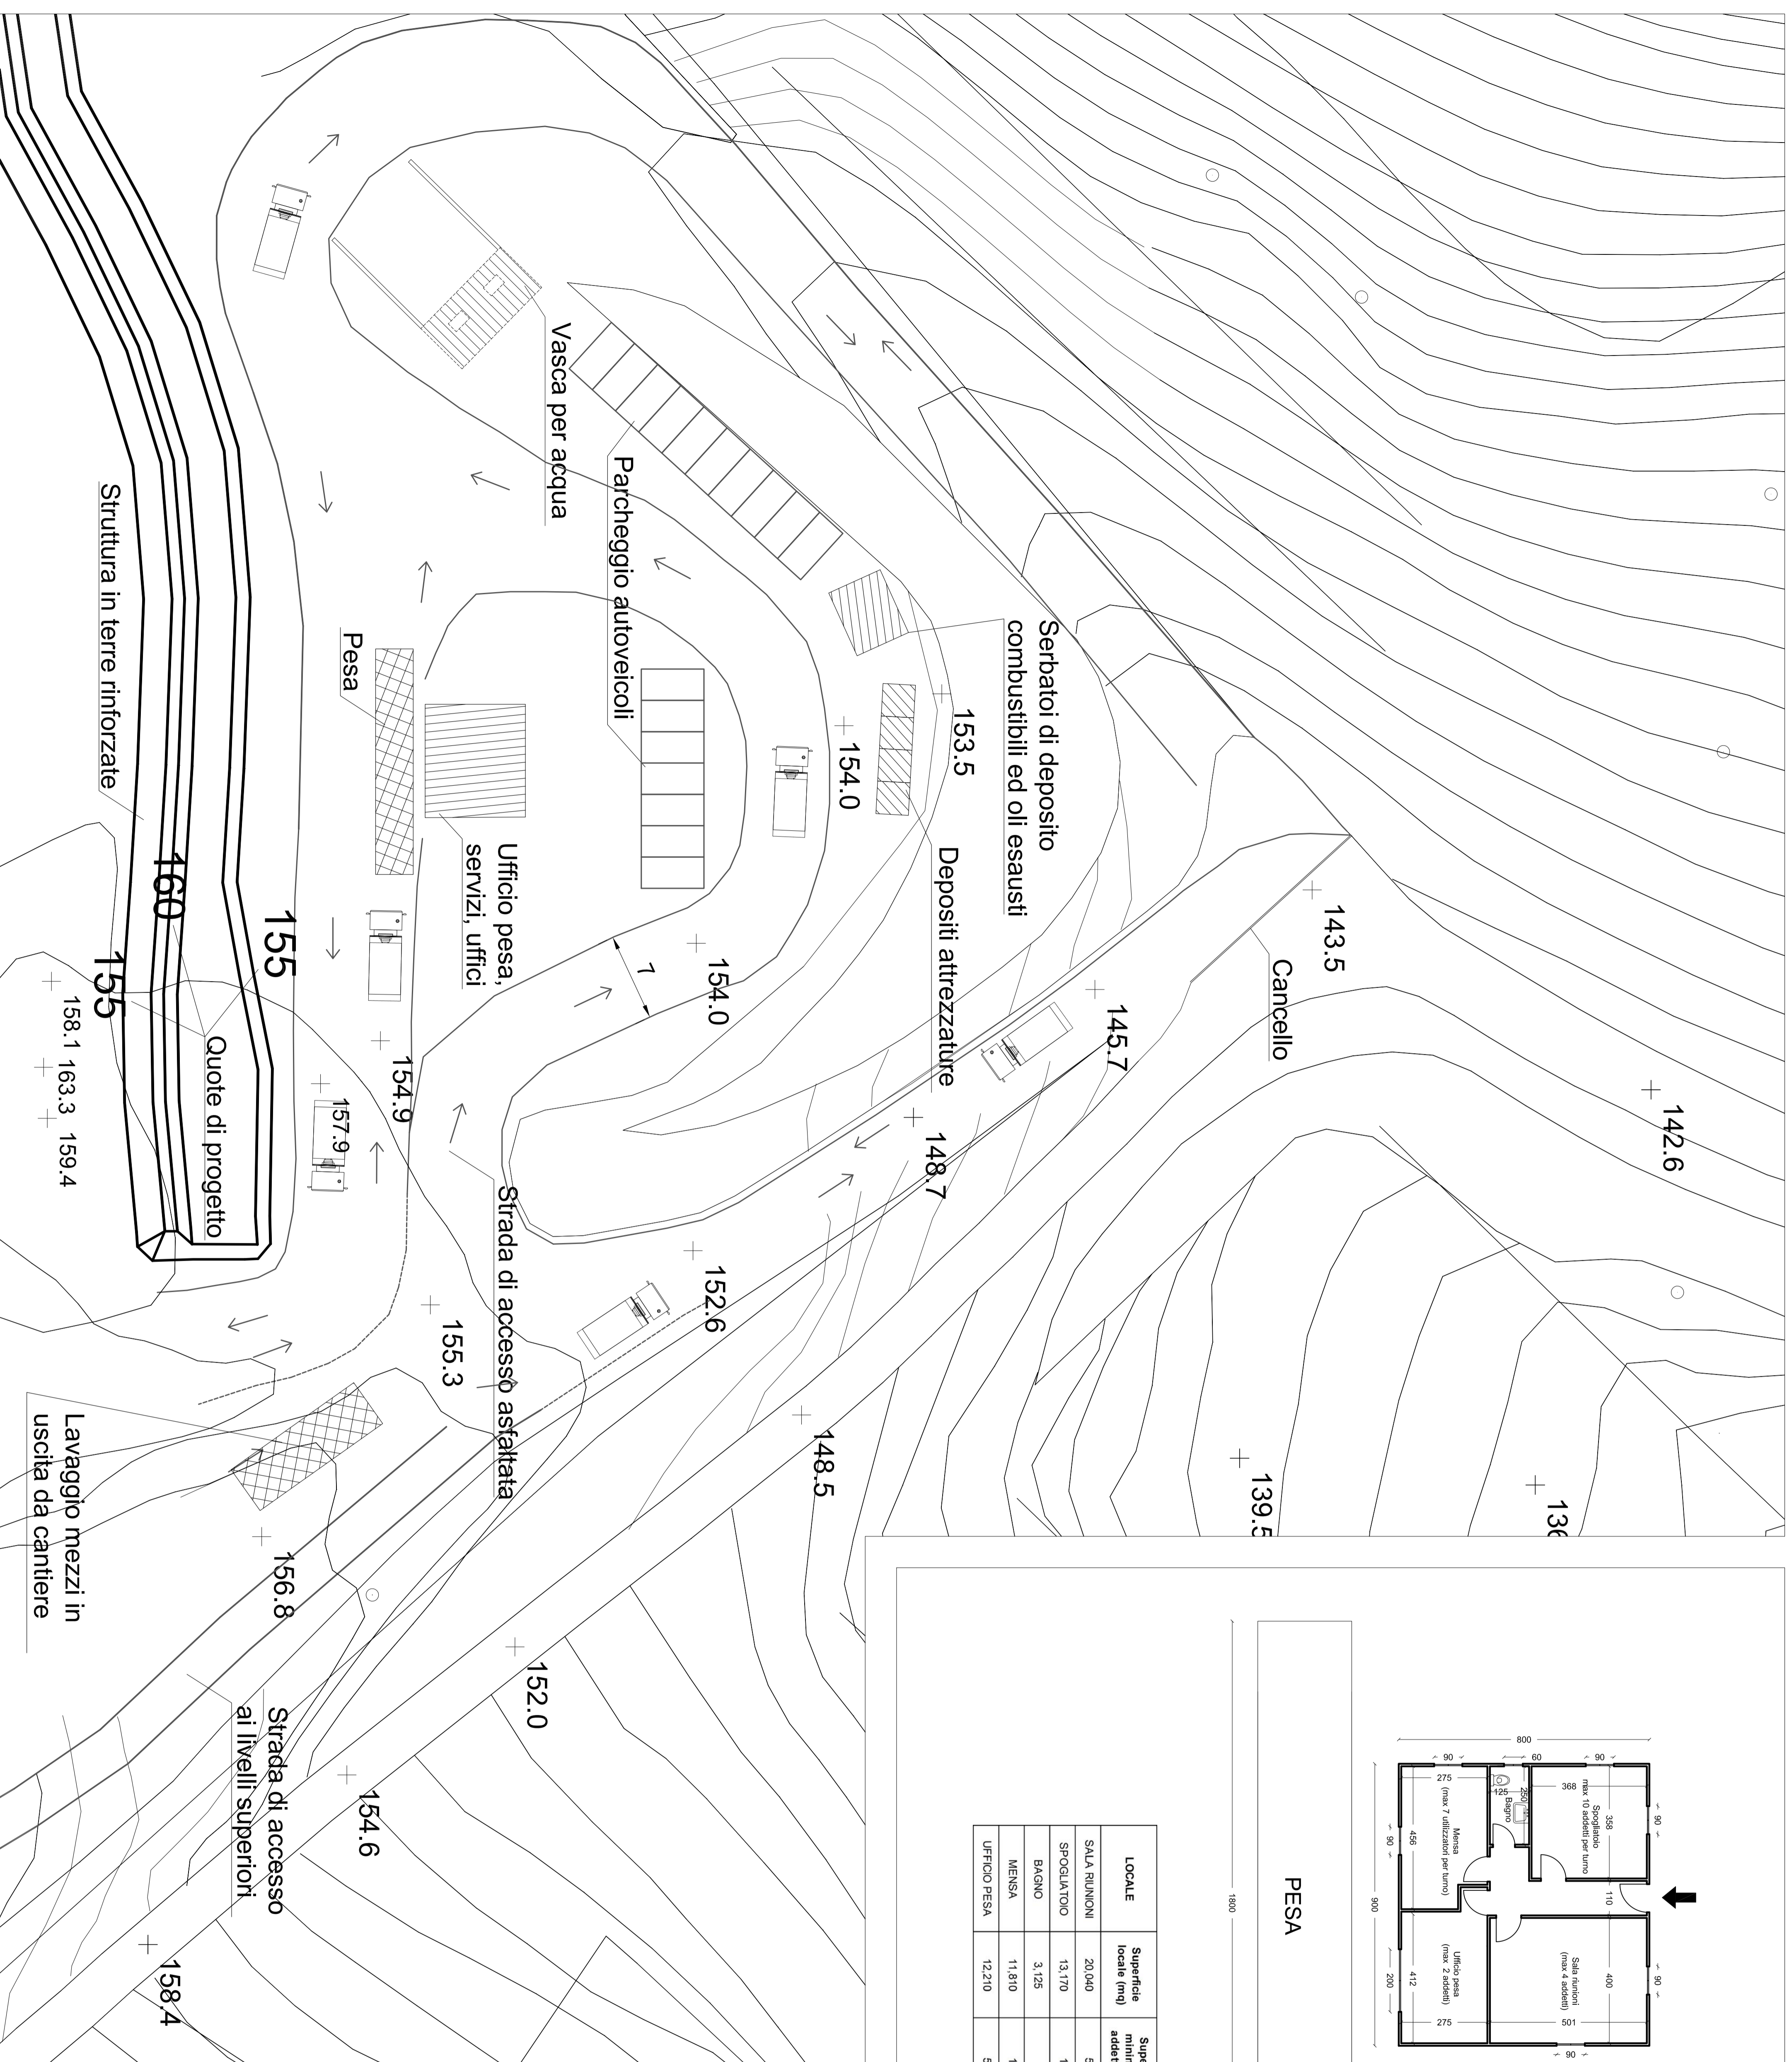 Vasca per acqua
Parcheggio autoveicoli
Serbatoi di deposito
combustibili ed oli esausti
Struttura in terre rinforzate
Pesa
Ufficio pesa,
servizi, uffici
Depositi attrezzature
Cancello
Quote di progetto
Strada di accesso asfaltata
Lavaggio mezzi in
uscita da cantiere
Strada di accesso
ai livelli superiori
153.5
154.0
143.5
154.0
145.7
142.6
148.7
160
155
155
7
154.9
157.9
158.1
163.3
159.4
152.6
155.3
148.5
139.5
156.8
152.0
154.6
158.4
800
90
60
90
275
Mensa
(max 7 utilizzatori per turno)
456
125
250
Bagno
368
Spogliatoio
max 10 addetti per turno
358
90
90
110
900
Ufficio pesa
(max 2 addetti)
412
200
275
Sala riunioni
(max 4 addetti)
400
501
90
90
PESA
1800
LOCALE
Superficie
locale (mq)
SALA RIUNIONI 20,040
SPOGLIATOIO 13,170
BAGNO 3,125
MENSA 11,810
UFFICIO PESA 12,210